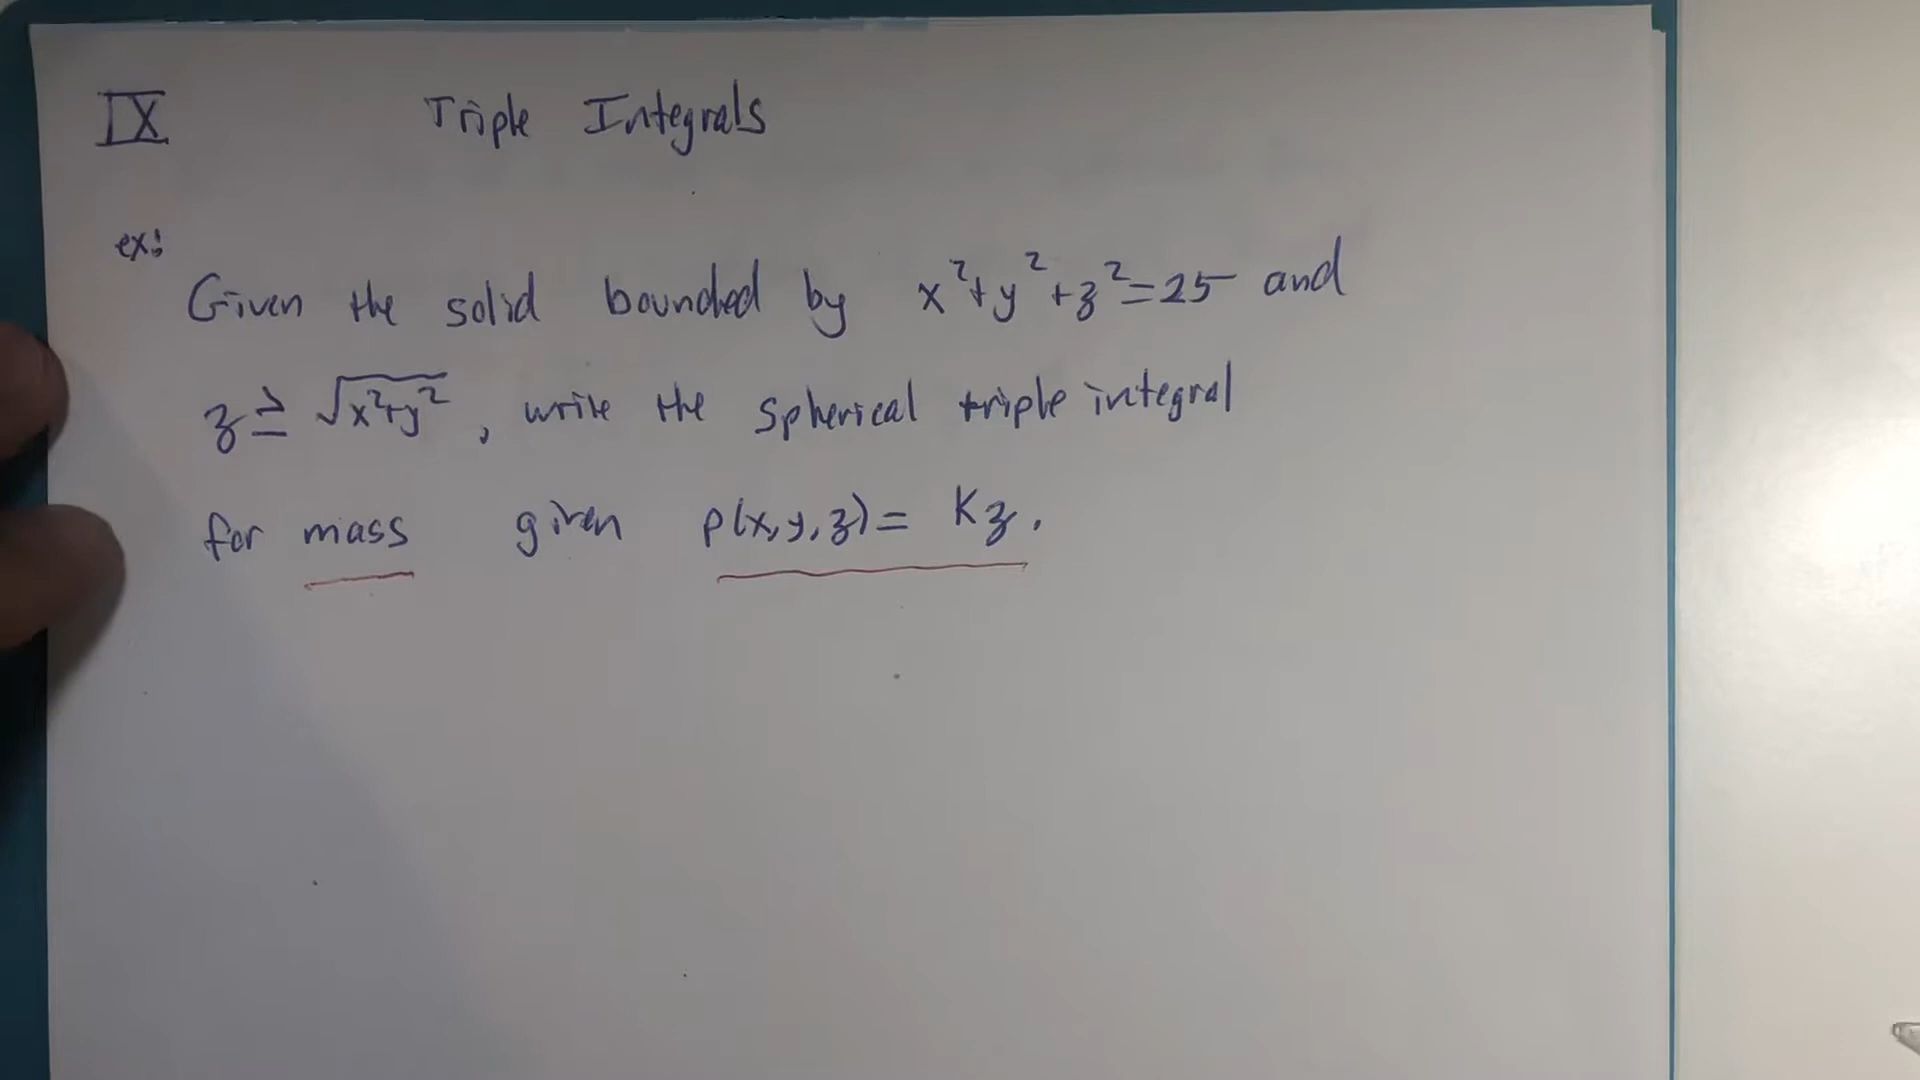 IX Triple Integrals
ex:
Given the solid bounded by x²+y²+z²=25 and
z ≥ √x²+y², write the spherical triple integral
for mass given ρ(x,y,z)= Kz.